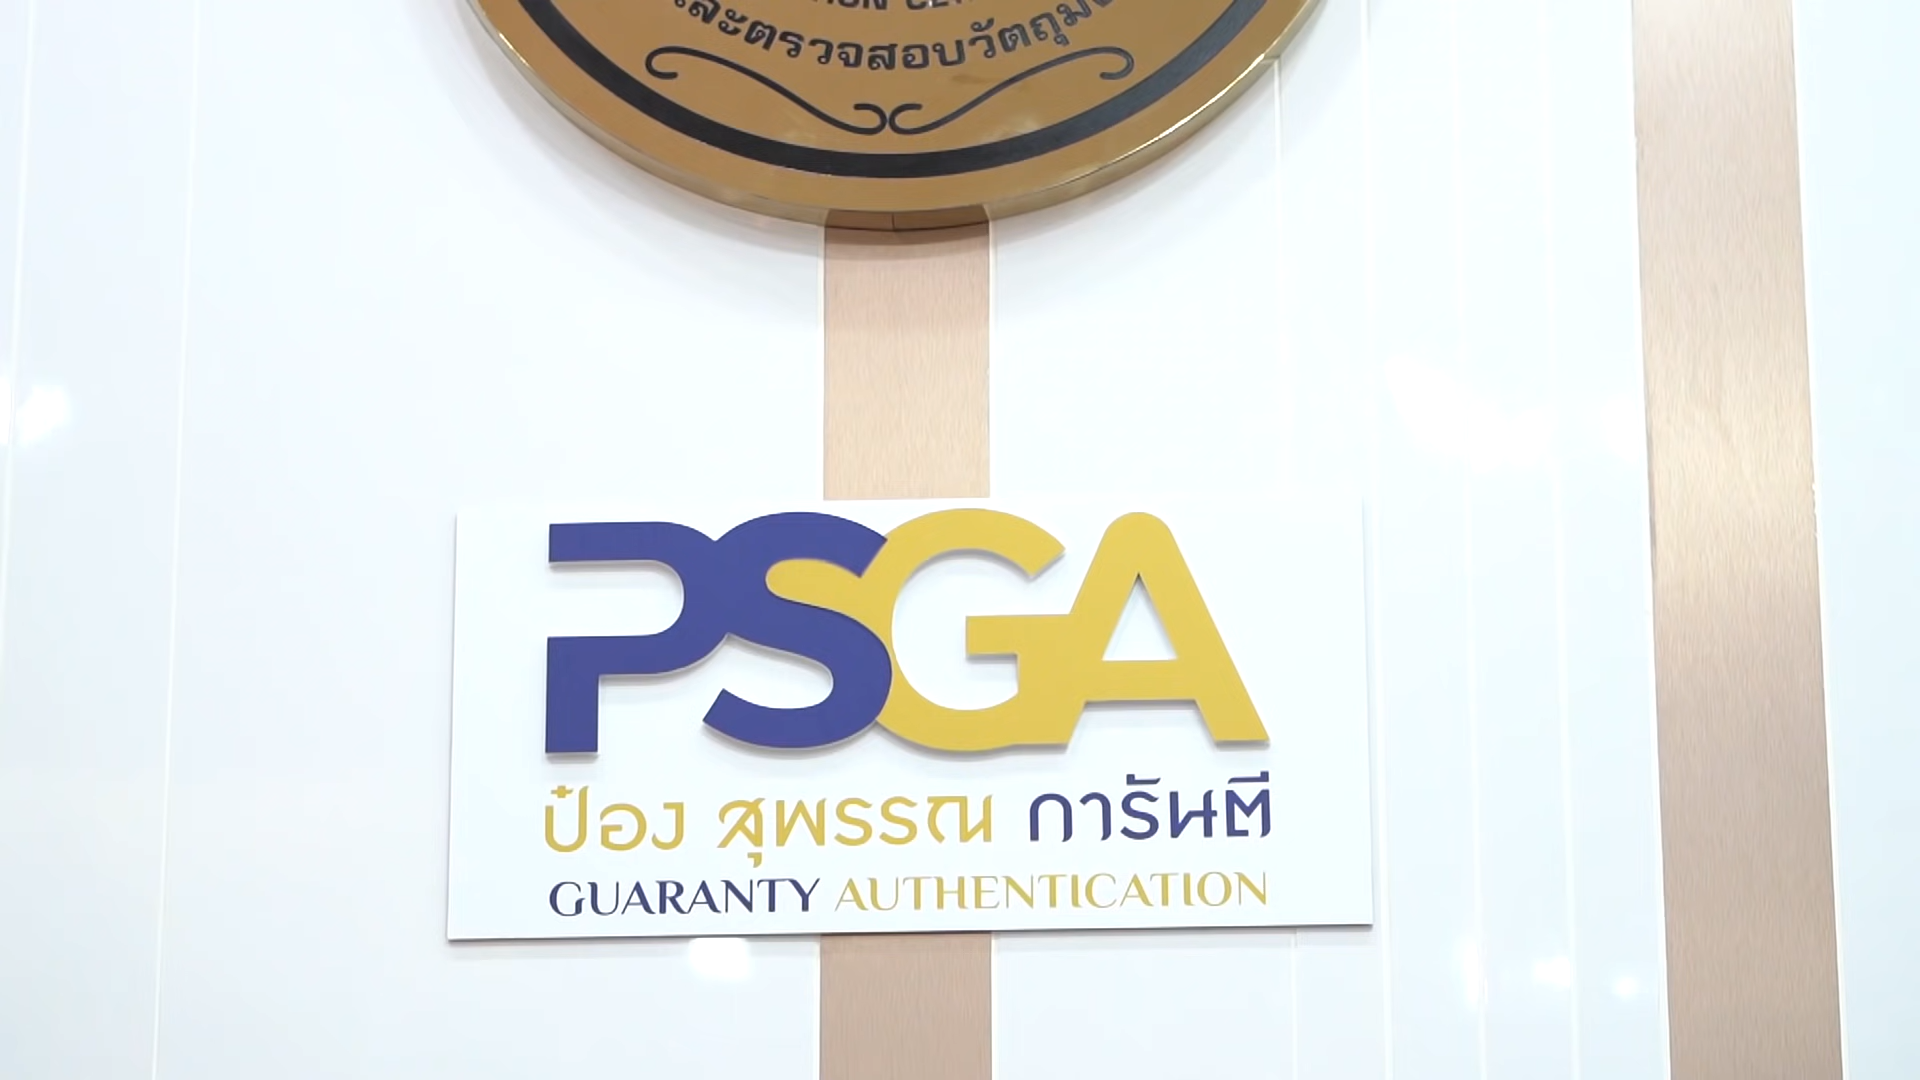 และตรวจสอบวัตถุ
PSGA
ป๋อง สุพรรณ การันตี
GUARANTY AUTHENTICATION